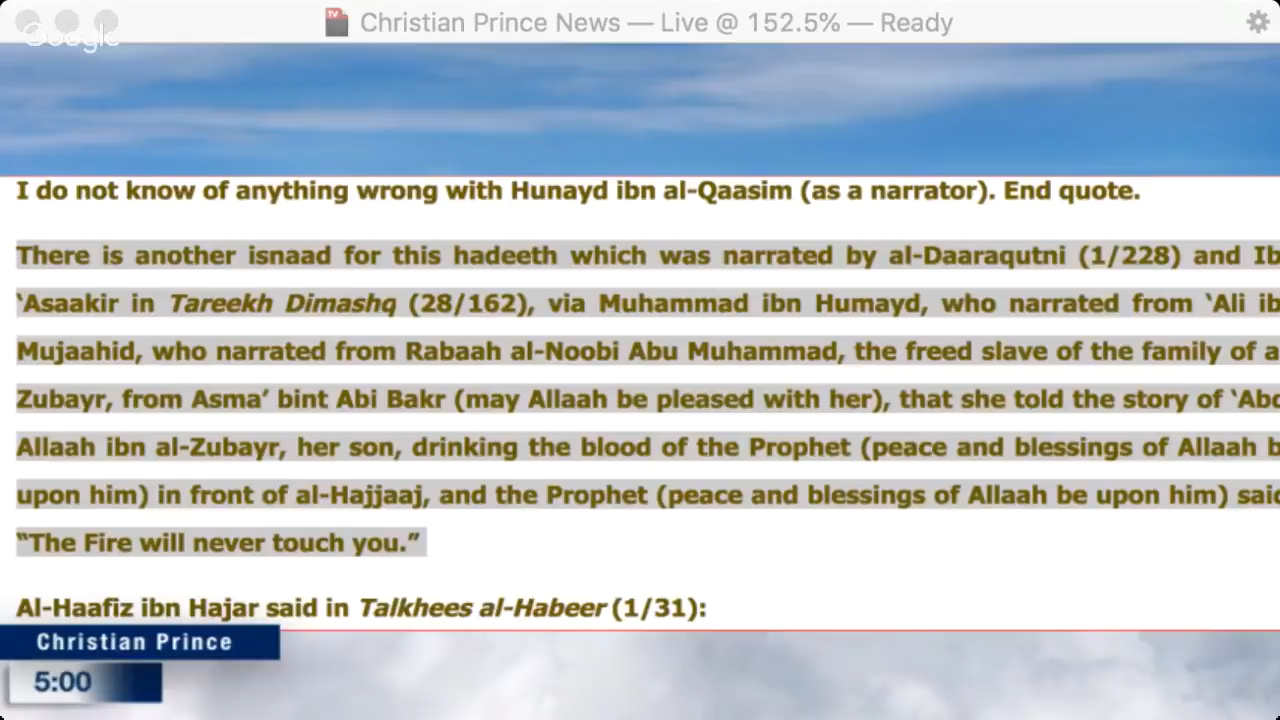 Christian Prince News — Live @ 152.5% — Ready
Google
I do not know of anything wrong with Hunayd ibn al-Qaasim (as a narrator). End quote.
There is another isnaad for this hadeeth which was narrated by al-Daaraqutni (1/228) and Ib
‘Asaakir in Tareekh Dimashq (28/162), via Muhammad ibn Humayd, who narrated from ‘Ali ib
Mujaahid, who narrated from Rabaah al-Noobi Abu Muhammad, the freed slave of the family of a
Zubayr, from Asma’ bint Abi Bakr (may Allaah be pleased with her), that she told the story of ‘Abd
Allaah ibn al-Zubayr, her son, drinking the blood of the Prophet (peace and blessings of Allaah b
upon him) in front of al-Hajjaaj, and the Prophet (peace and blessings of Allaah be upon him) said
“The Fire will never touch you.”
Al-Haafiz ibn Hajar said in Talkhees al-Habeer (1/31):
Christian Prince
5:00